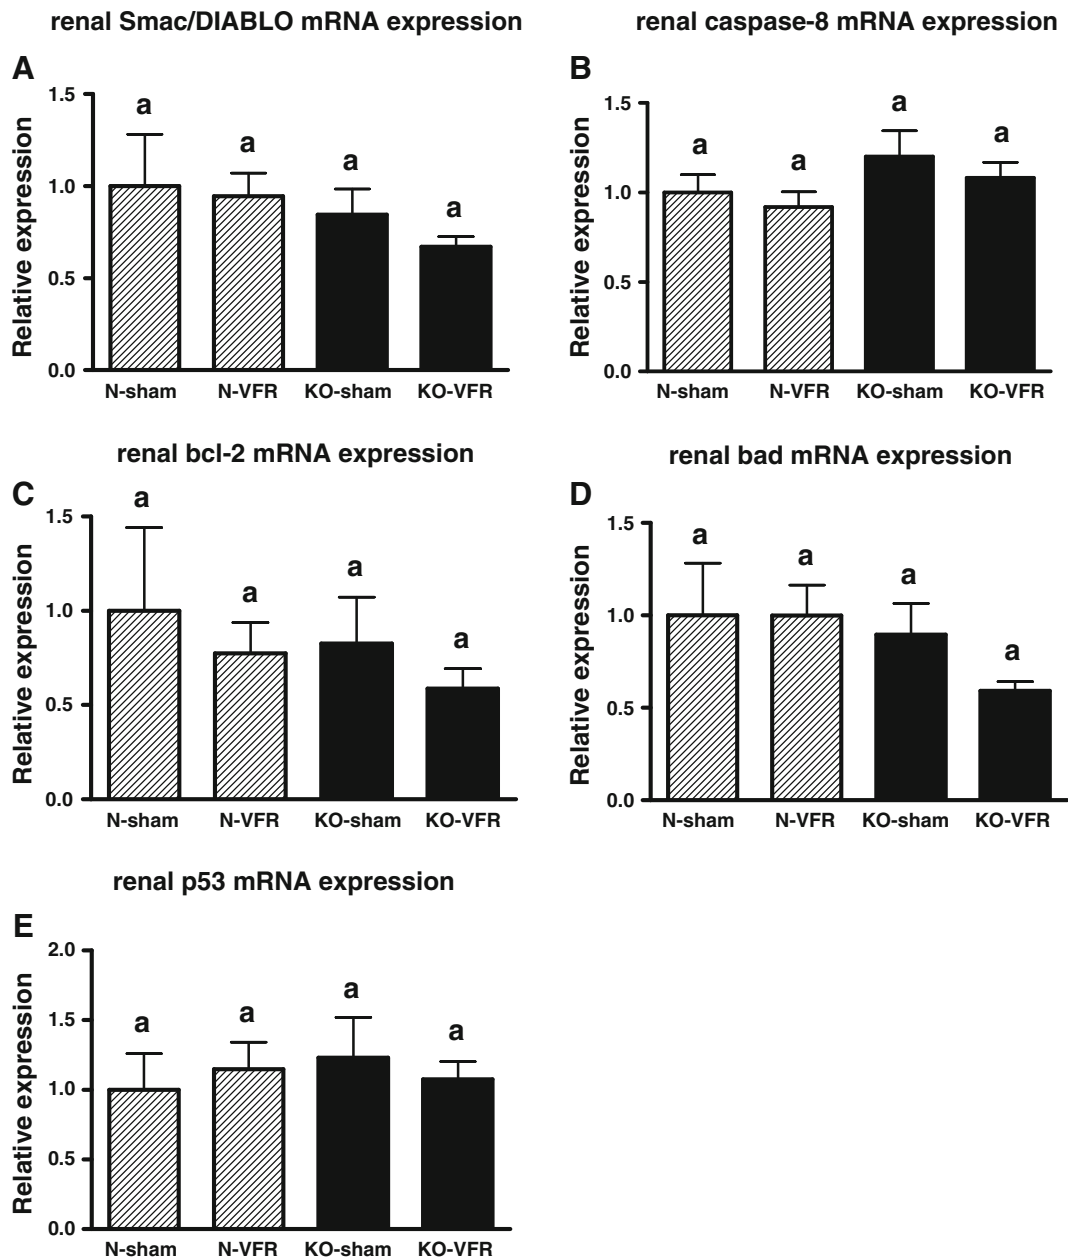 renal Smac/DIABLO mRNA expression
A
Relative expression
1.5
1.0
0.5
0.0
a
a
a
a
N-sham N-VFR KO-sham KO-VFR
renal caspase-8 mRNA expression
B
Relative expression
1.5
1.0
0.5
0.0
a
a
a
a
N-sham N-VFR KO-sham KO-VFR
renal bcl-2 mRNA expression
C
Relative expression
1.5
1.0
0.5
0.0
a
a
a
a
N-sham N-VFR KO-sham KO-VFR
renal bad mRNA expression
D
Relative expression
1.5
1.0
0.5
0.0
a
a
a
a
N-sham N-VFR KO-sham KO-VFR
renal p53 mRNA expression
E
Relative expression
2.0
1.5
1.0
0.5
0.0
a
a
a
a
N-sham N-VFR KO-sham KO-VFR